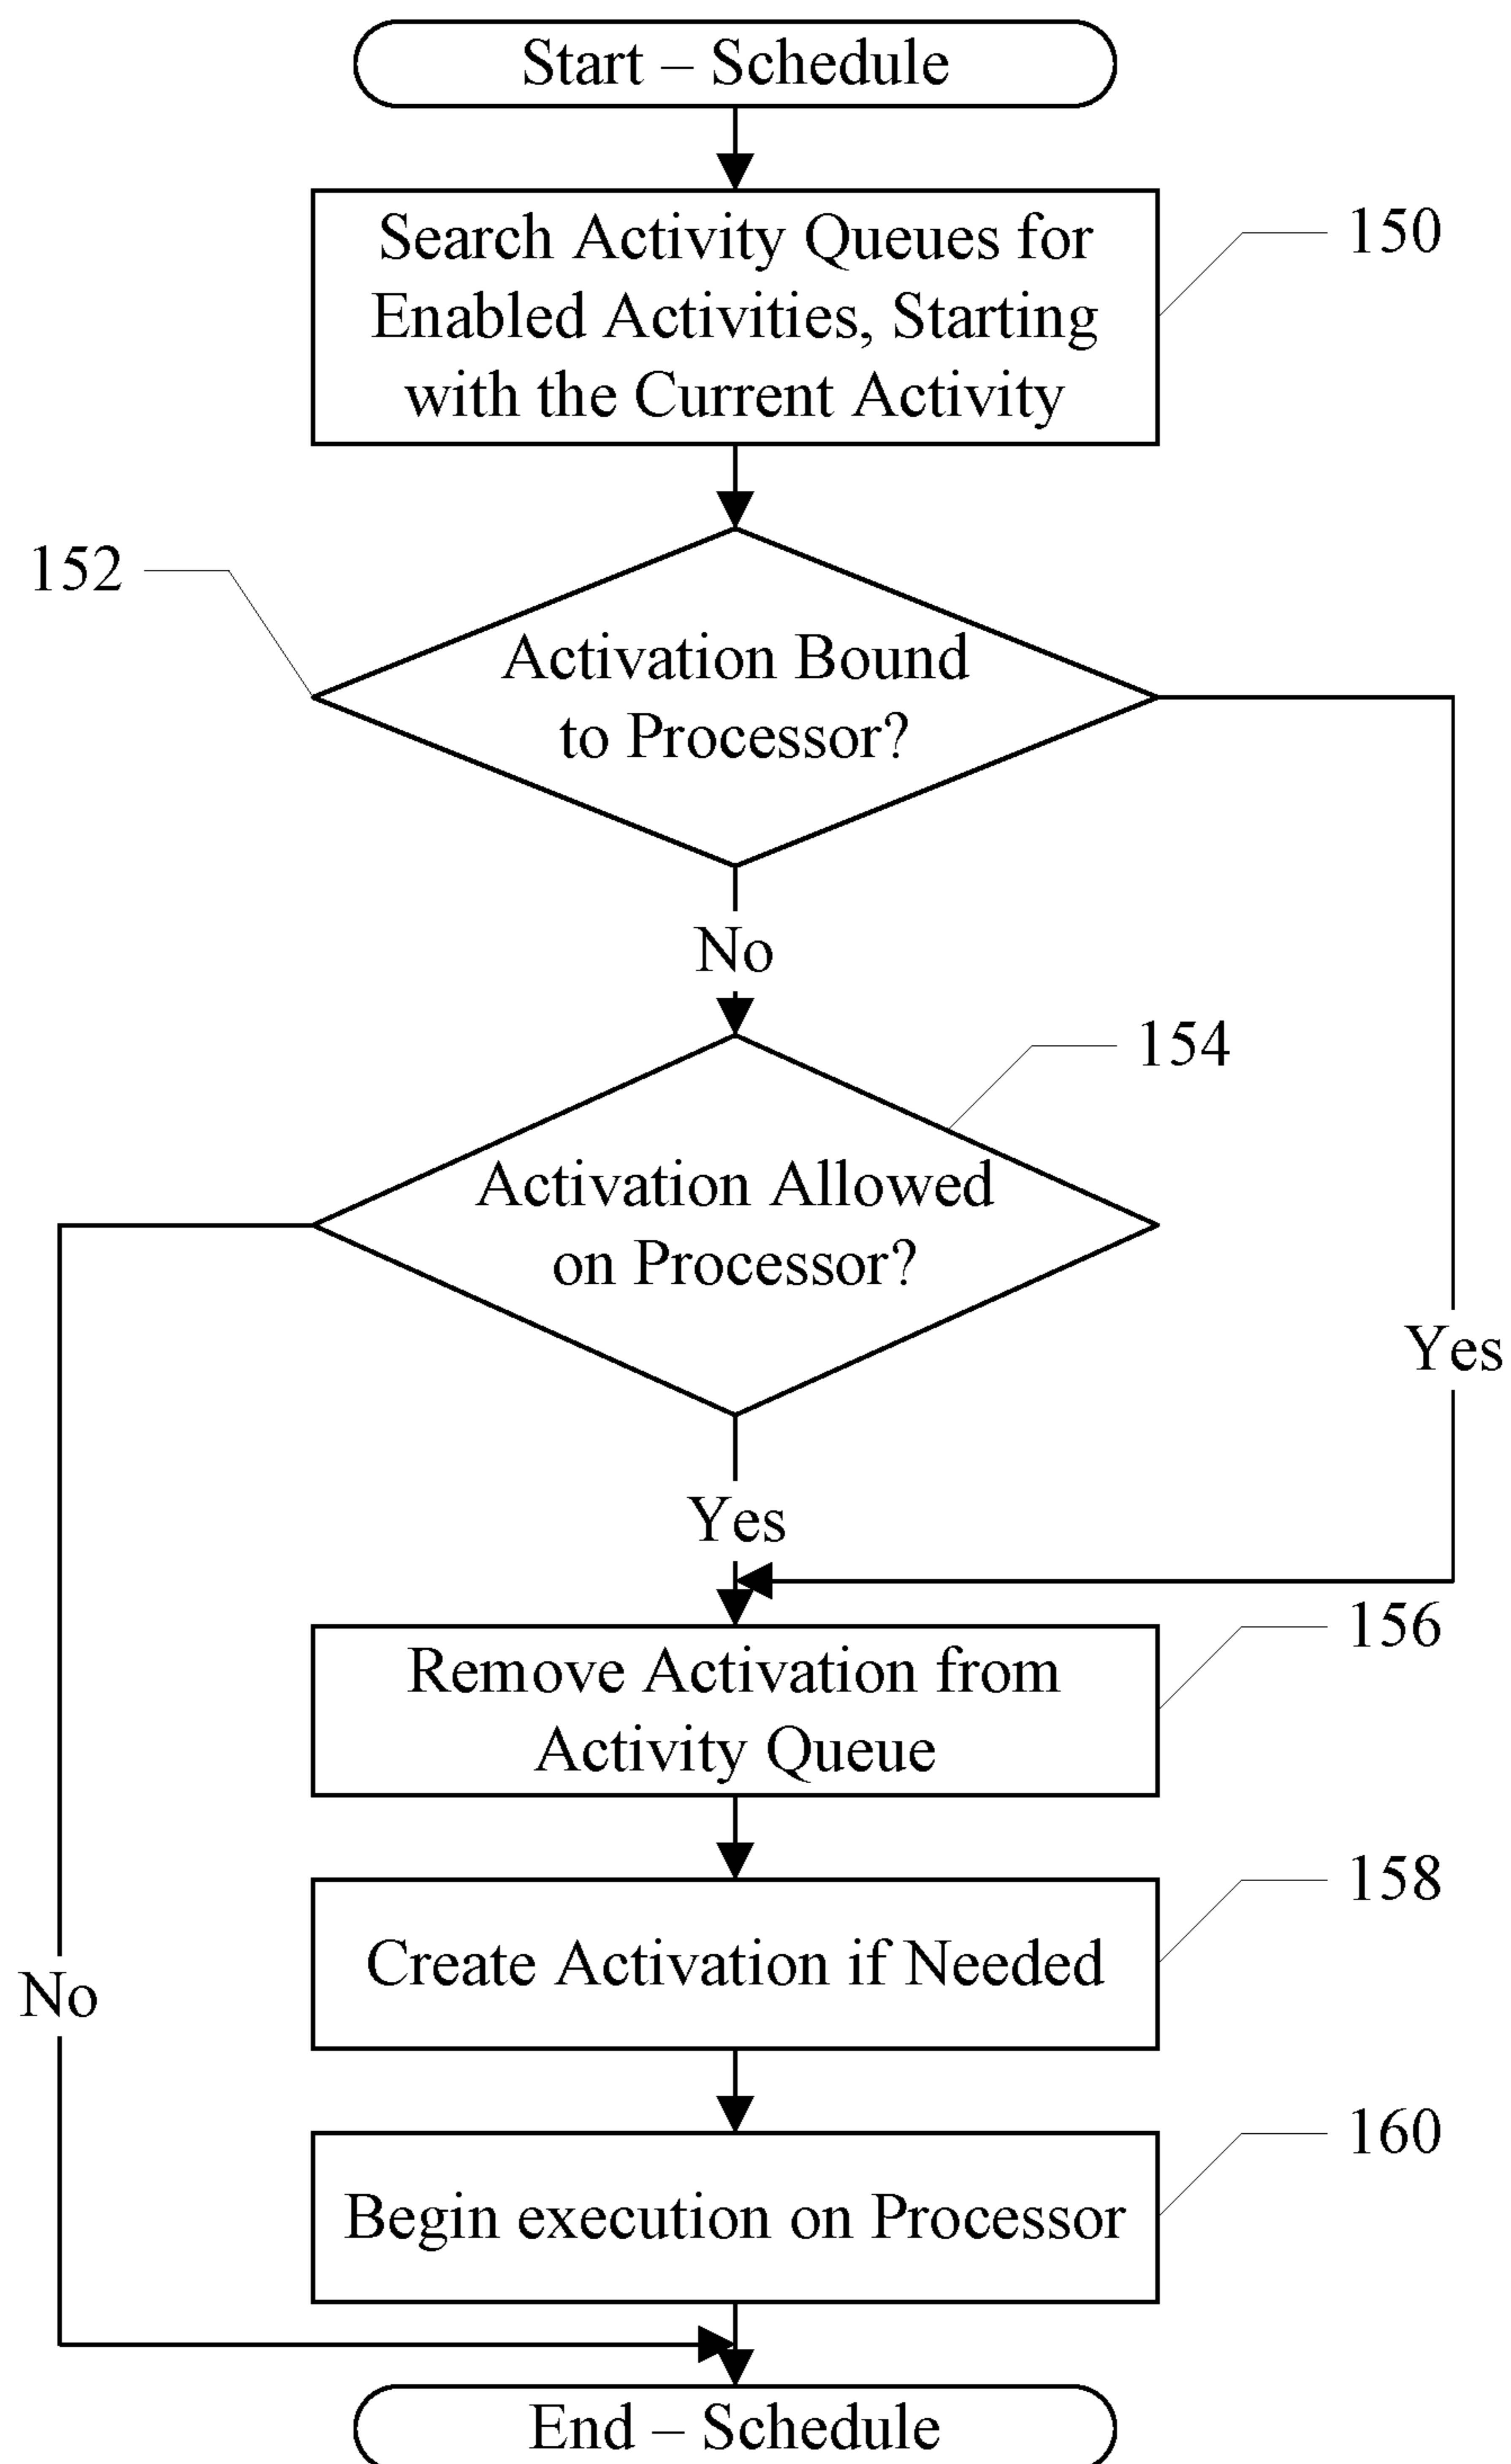 Start – Schedule
Search Activity Queues for
Enabled Activities, Starting
with the Current Activity
150
152
Activation Bound
to Processor?
No
154
Activation Allowed
on Processor?
Yes
Yes
156
Remove Activation from
Activity Queue
158
Create Activation if Needed
No
160
Begin execution on Processor
End – Schedule